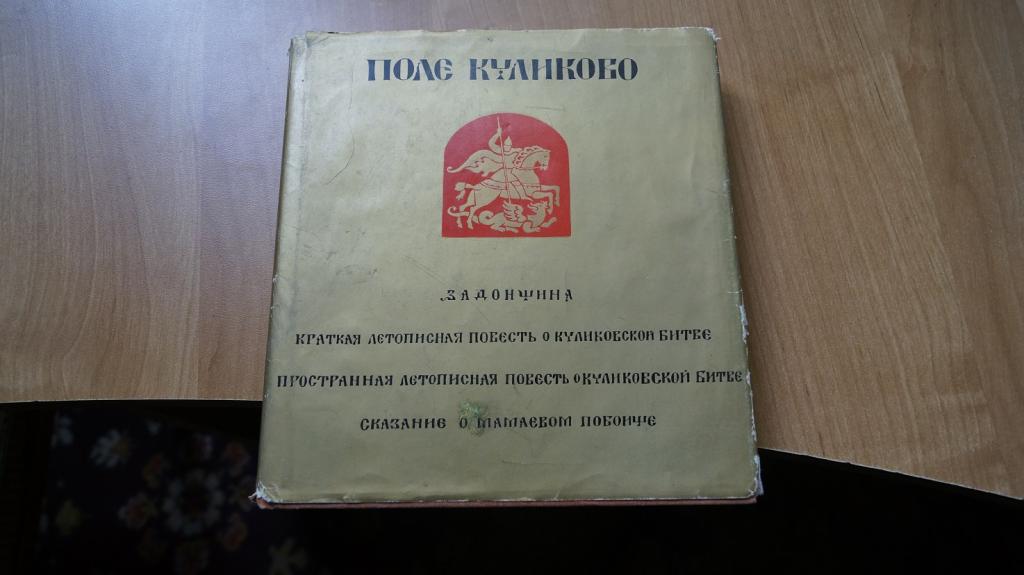 ПОЛЕ КУЛИКОВО
ЗАДОНЩИНА
КРАТКАЯ ЛЕТОПИСНАЯ ПОВЕСТЬ О КУЛИКОВСКОЙ БИТВЕ
ПРОСТРАННАЯ ЛЕТОПИСНАЯ ПОВЕСТЬ О КУЛИКОВСКОЙ БИТВЕ
СКАЗАНИЕ О МАМАЕВОМ ПОБОИЩЕ